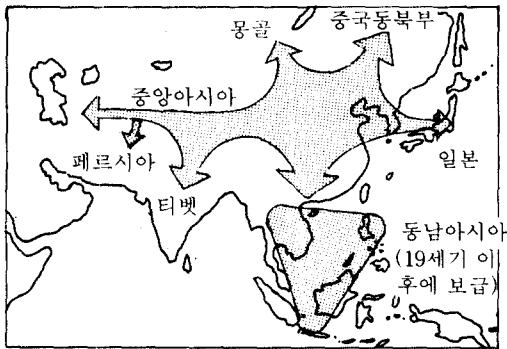 몽골
중국동북부
중앙아시아
페르시아
티벳
일본
동남아시아
(19세기 이
후에 보급)